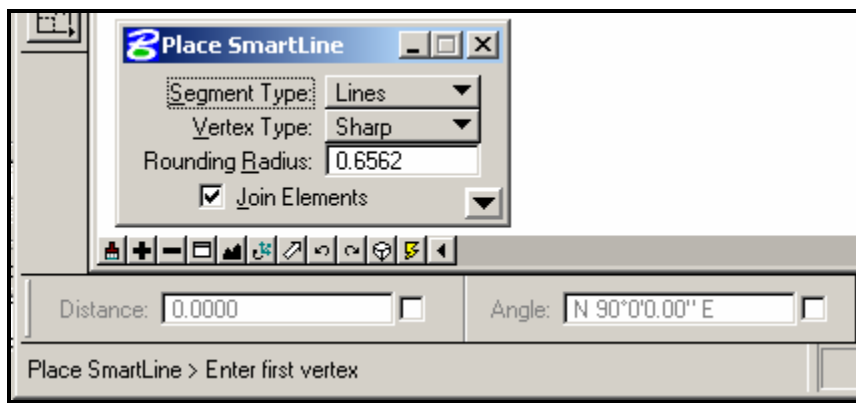 Place SmartLine
Segment Type: Lines
Vertex Type: Sharp
Rounding Radius: 0.6562
Join Elements
Distance: 0.0000 Angle: N 90°0'0.00" E
Place SmartLine > Enter first vertex